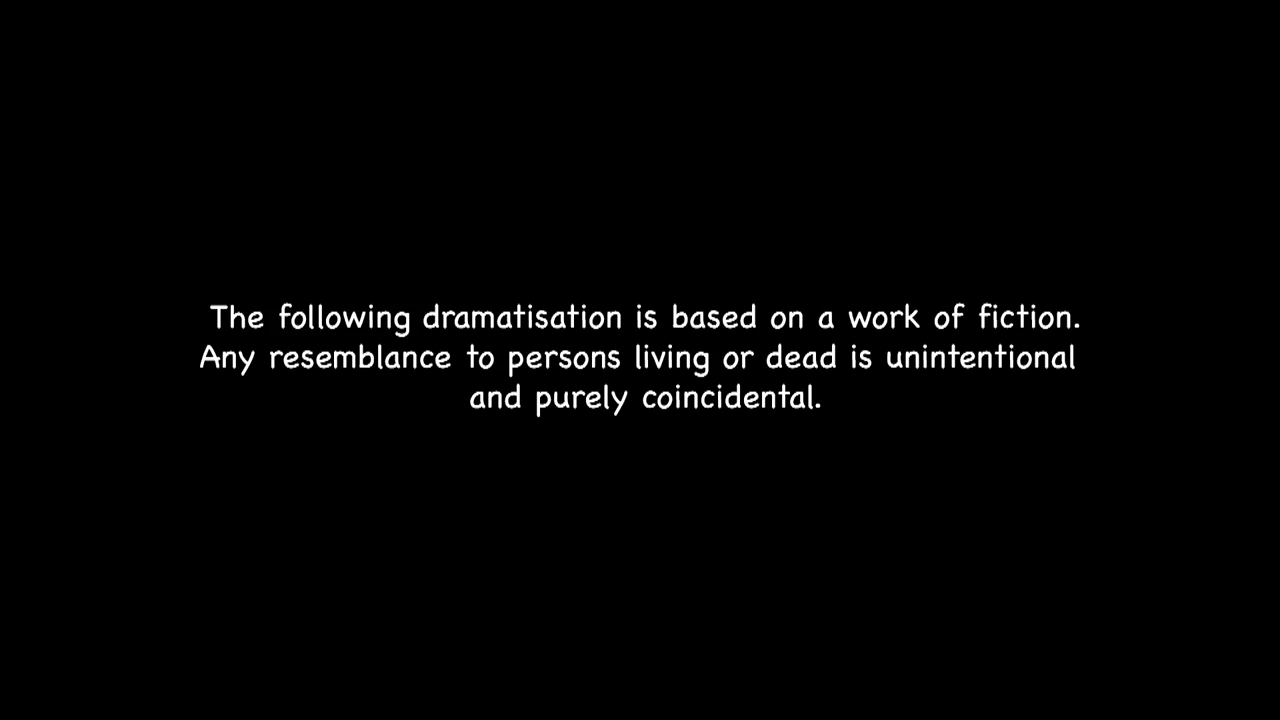 The following dramatisation is based on a work of fiction.
Any resemblance to persons living or dead is unintentional
and purely coincidental.